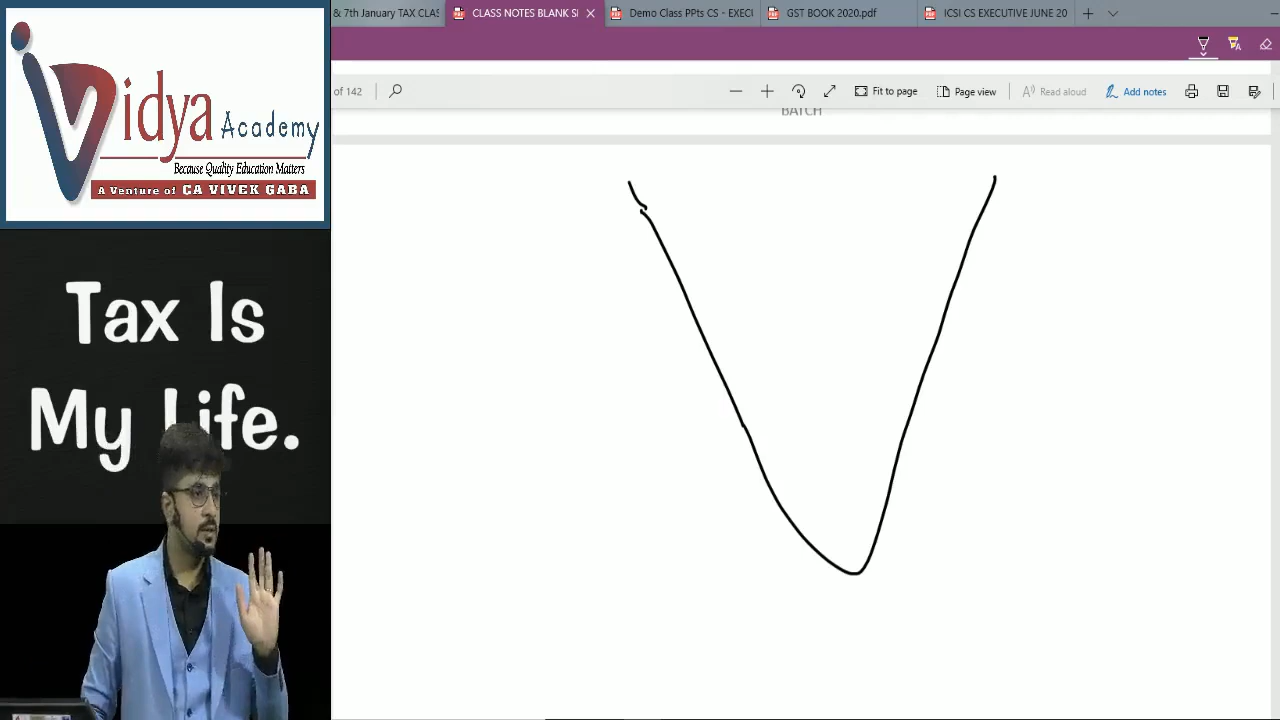 & 7th January TAX CLAS
CLASS NOTES BLANK S
Demo Class PPts CS - EXEC
GST BOOK 2020.pdf
ICSI CS EXECUTIVE JUNE 20
of 142
Fit to page
Page view
Read aloud
Add notes
BATCH
Vidya Academy
Because Quality Education Matters
A Venture of CA VIVEK GABA
Tax Is
My Life.
V